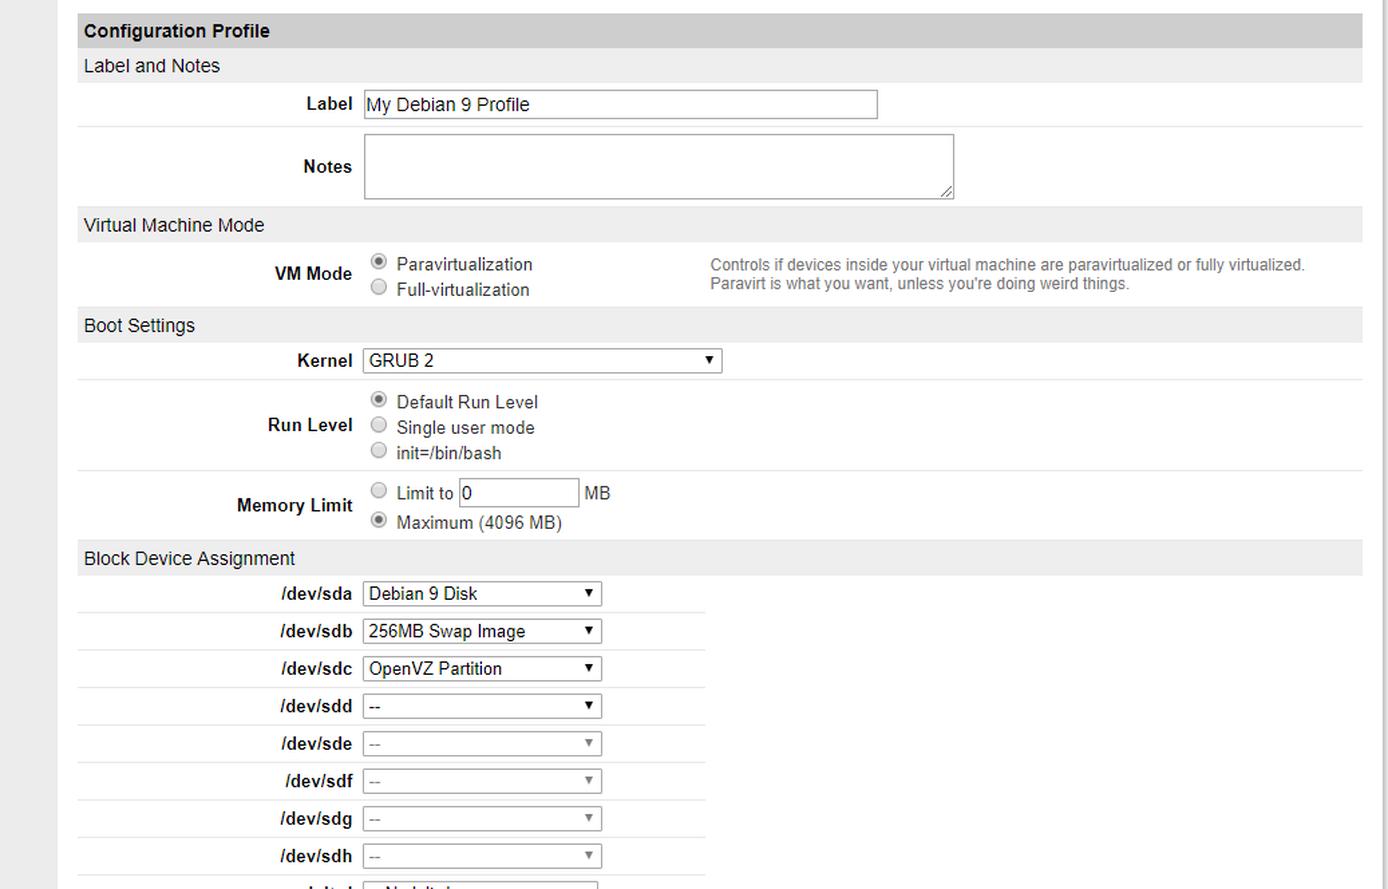 Configuration Profile
Label and Notes
Label My Debian 9 Profile
Notes
Virtual Machine Mode
VM Mode Paravirtualization
Full-virtualization
Controls if devices inside your virtual machine are paravirtualized or fully virtualized.
Paravirt is what you want, unless you're doing weird things.
Boot Settings
Kernel GRUB 2
Run Level Default Run Level
Single user mode
init=/bin/bash
Memory Limit Limit to 0 MB
Maximum (4096 MB)
Block Device Assignment
/dev/sda Debian 9 Disk
/dev/sdb 256MB Swap Image
/dev/sdc OpenVZ Partition
/dev/sdd --
/dev/sde --
/dev/sdf --
/dev/sdg --
/dev/sdh --